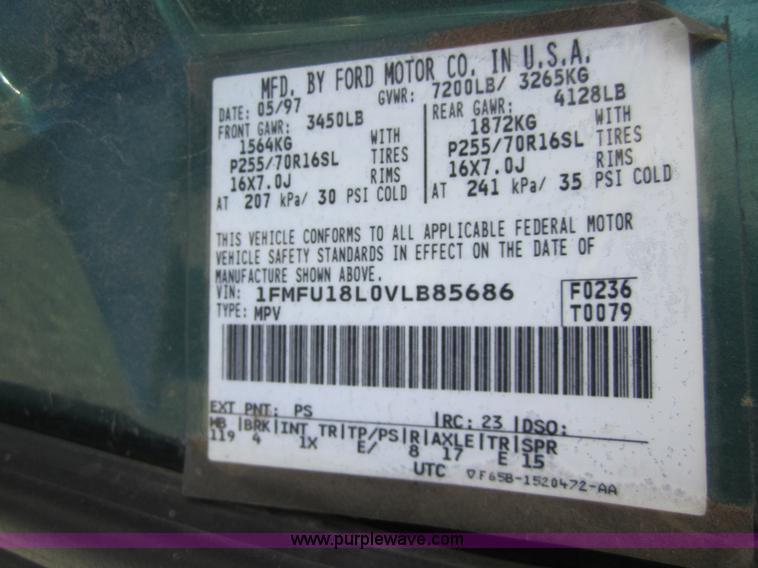 MFD. BY FORD MOTOR CO. IN U.S.A.
DATE: 05/97 GVWR: 7200LB/ 3265KG
FRONT GAWR: 3450LB REAR GAWR: 4128LB
1564KG WITH 1872KG WITH
P255/70R16SL TIRES P255/70R16SL TIRES
16X7.0J RIMS 16X7.0J RIMS
AT 207 kPa/ 30 PSI COLD AT 241 kPa/ 35 PSI COLD
THIS VEHICLE CONFORMS TO ALL APPLICABLE FEDERAL MOTOR
VEHICLE SAFETY STANDARDS IN EFFECT ON THE DATE OF
MANUFACTURE SHOWN ABOVE.
VIN: 1FMFU18L0VLB85686 F0236
TYPE: MPV T0079
EXT PNT: PS RC: 23 DSO:
WB BRK INT TR TP/PS R AXLE TR SPR
119 4 1X E/ 8 17 E 15
UTC ▽F65B-1520472-AA
www.purplewave.com